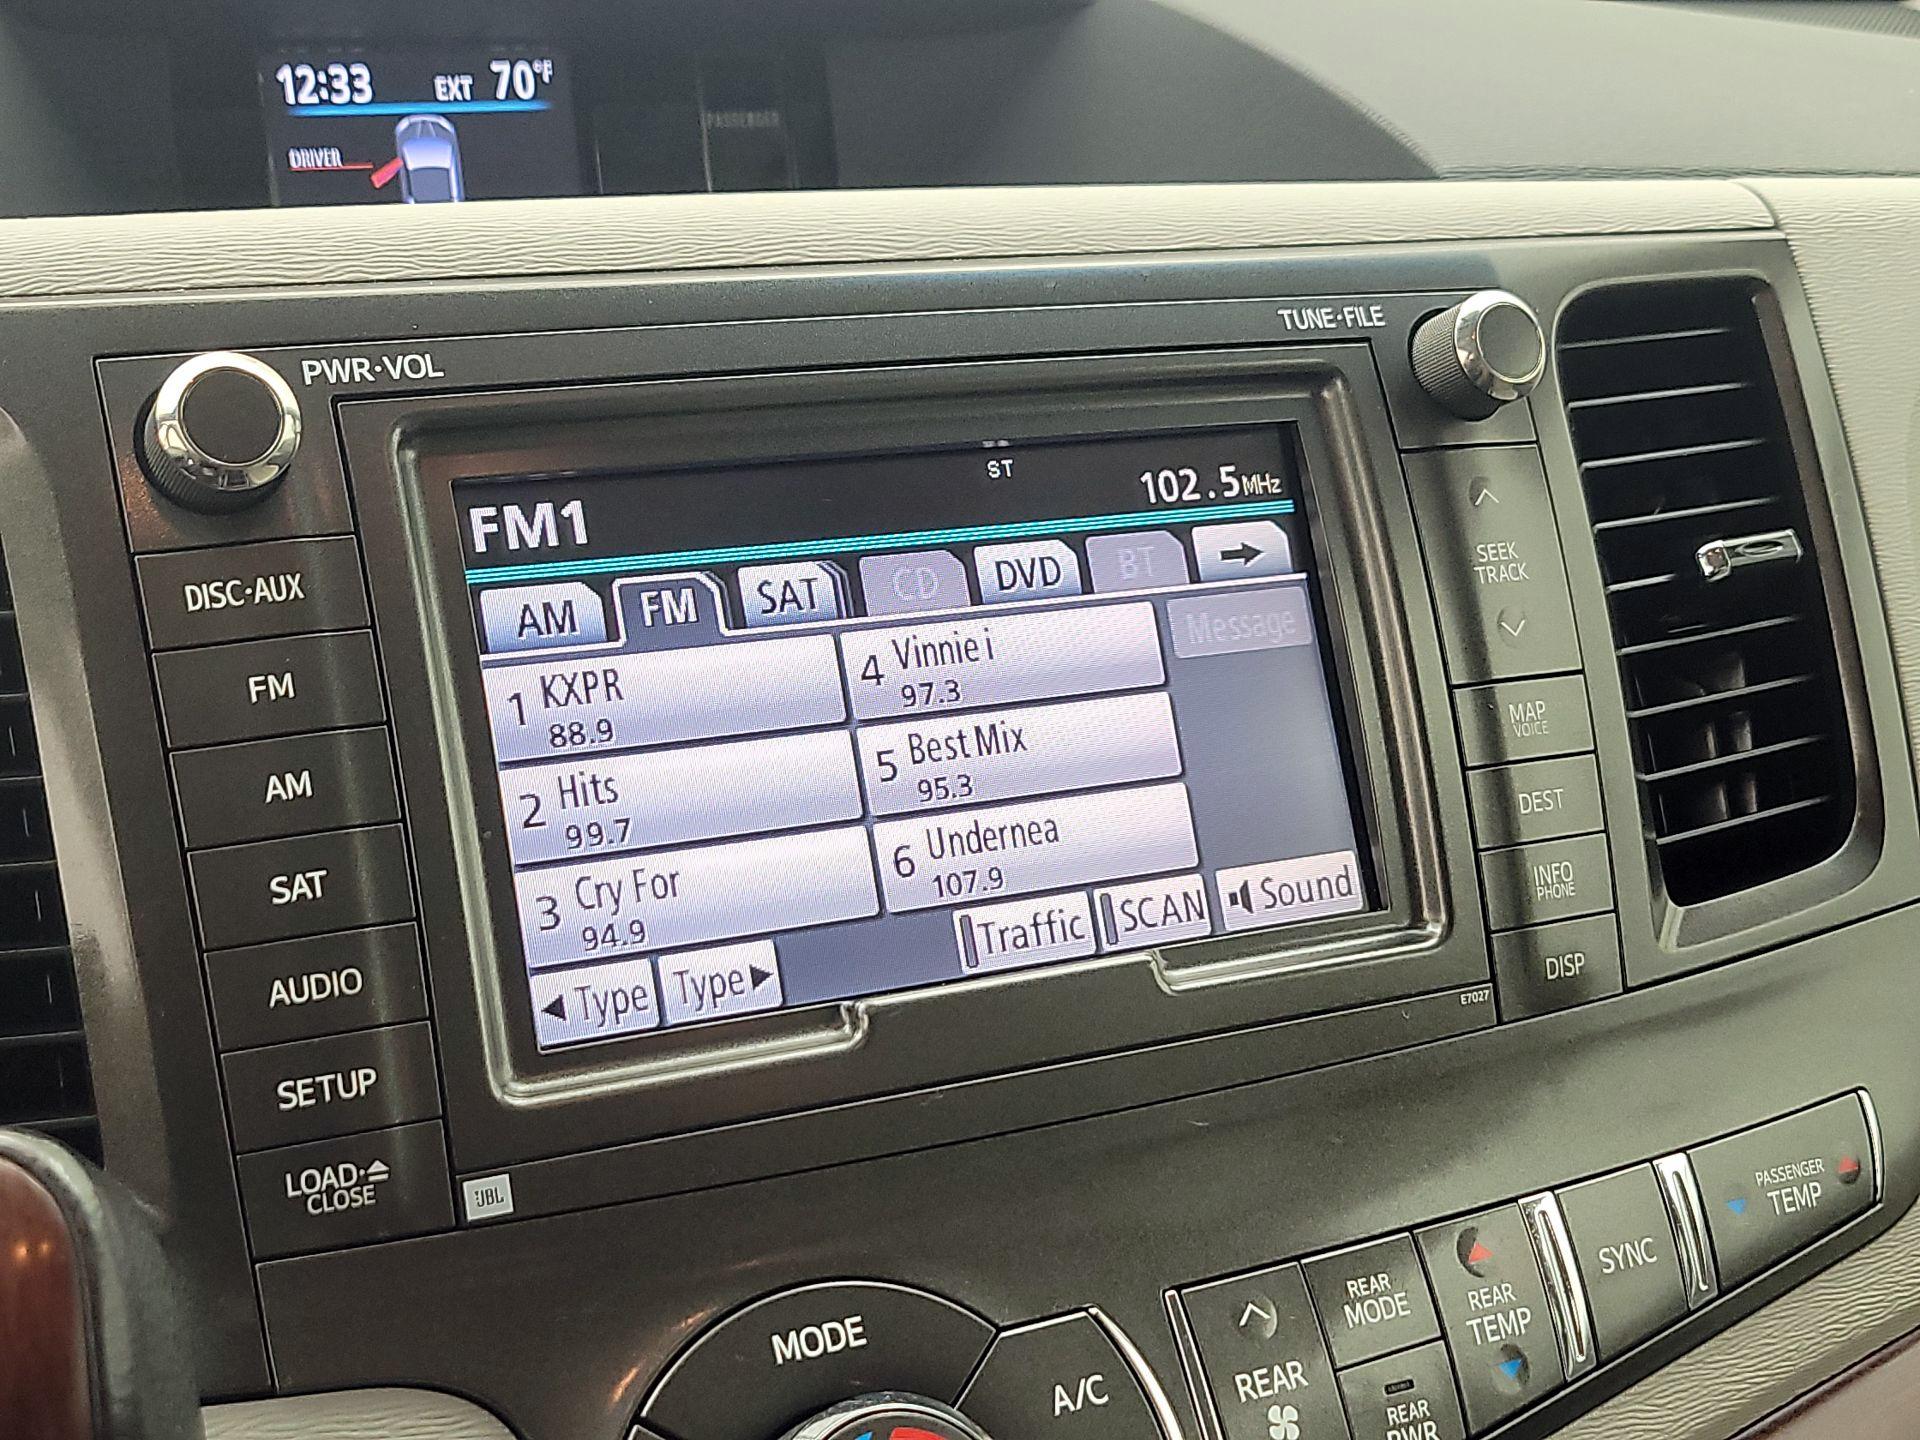 12:33 EXT 70°F
DRIVER
PASSENGER
PWR·VOL
TUNE·FILE
DISC·AUX
FM
AM
SAT
AUDIO
SETUP
LOAD·⏏
CLOSE
ST
FM1 102.5MHz
AM FM SAT CD DVD BT →
Message
1 KXPR
88.9
2 Hits
99.7
3 Cry For
94.9
4 Vinnie i
97.3
5 Best Mix
95.3
6 Undernea
107.9
◀ Type Type ▶ Traffic SCAN Sound
SEEK
TRACK
MAP
VOICE
DEST
INFO
PHONE
DISP
E7027
JBL
MODE
A/C
REAR
REAR
MODE
REAR
PWR
REAR
TEMP
SYNC
PASSENGER
TEMP